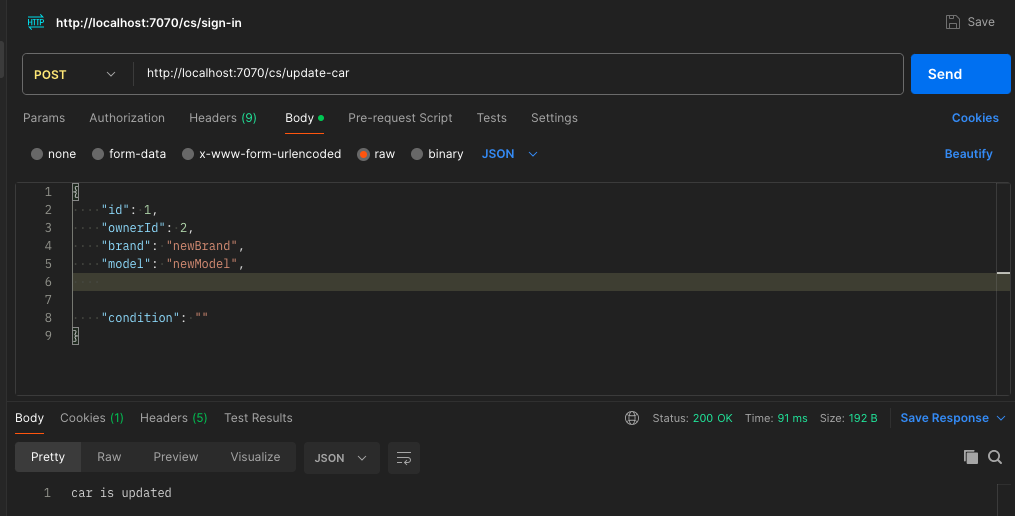 HTTP http://localhost:7070/cs/sign-in Save
POST http://localhost:7070/cs/update-car Send
Params Authorization Headers (9) Body Pre-request Script Tests Settings Cookies
none form-data x-www-form-urlencoded raw binary JSON Beautify
1 {
2 "id": 1,
3 "ownerId": 2,
4 "brand": "newBrand",
5 "model": "newModel",
6
7
8 "condition": ""
9 }
Body Cookies (1) Headers (5) Test Results Status: 200 OK Time: 91 ms Size: 192 B Save Response
Pretty Raw Preview Visualize JSON
1 car is updated